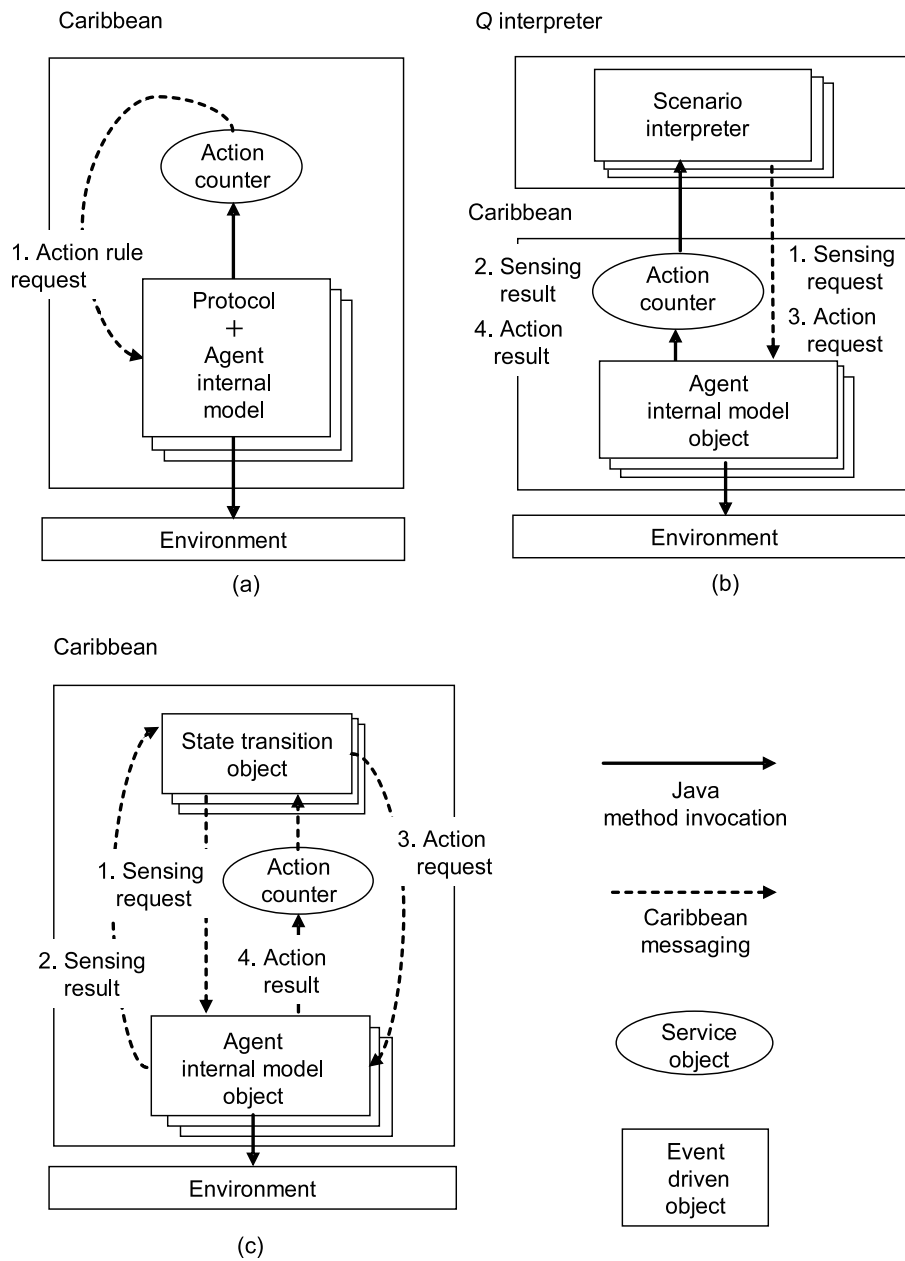 Caribbean
Action
counter
1. Action rule
request
Protocol
+
Agent
internal
model
Environment
(a)
Q interpreter
Scenario
interpreter
Caribbean
2. Sensing
result
4. Action
result
Action
counter
1. Sensing
request
3. Action
request
Agent
internal model
object
Environment
(b)
Caribbean
State transition
object
3. Action
request
1. Sensing
request
Action
counter
2. Sensing
result
4. Action
result
Agent
internal model
object
Environment
(c)
Java
method invocation
Caribbean
messaging
Service
object
Event
driven
object